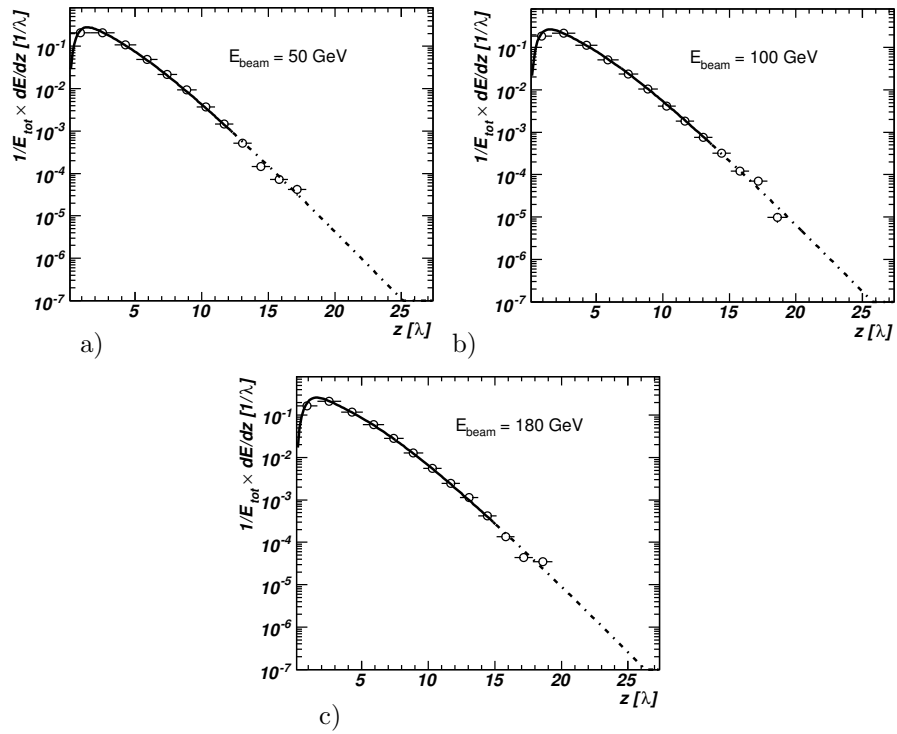 1/E_tot × dE/dz [1/λ]
10^-1
10^-2
10^-3
10^-4
10^-5
10^-6
10^-7
E_beam = 50 GeV
5 10 15 20 25
z [λ]
a)
1/E_tot × dE/dz [1/λ]
10^-1
10^-2
10^-3
10^-4
10^-5
10^-6
10^-7
E_beam = 100 GeV
5 10 15 20 25
z [λ]
b)
1/E_tot × dE/dz [1/λ]
10^-1
10^-2
10^-3
10^-4
10^-5
10^-6
10^-7
E_beam = 180 GeV
5 10 15 20 25
z [λ]
c)